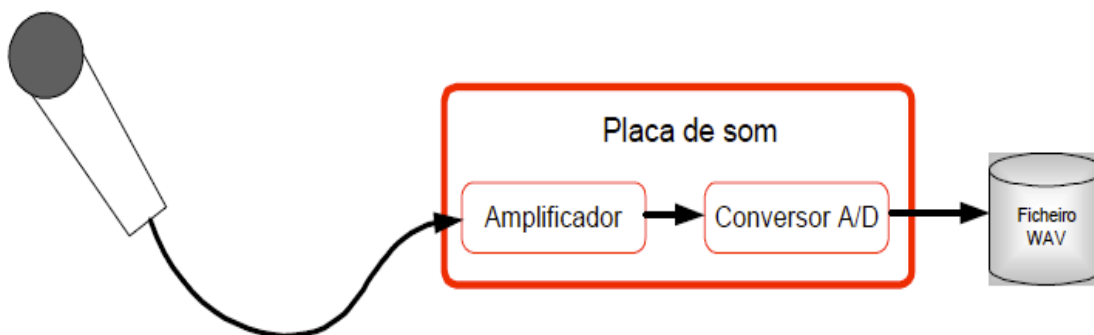 Placa de som
Amplificador
Conversor A/D
Ficheiro
WAV